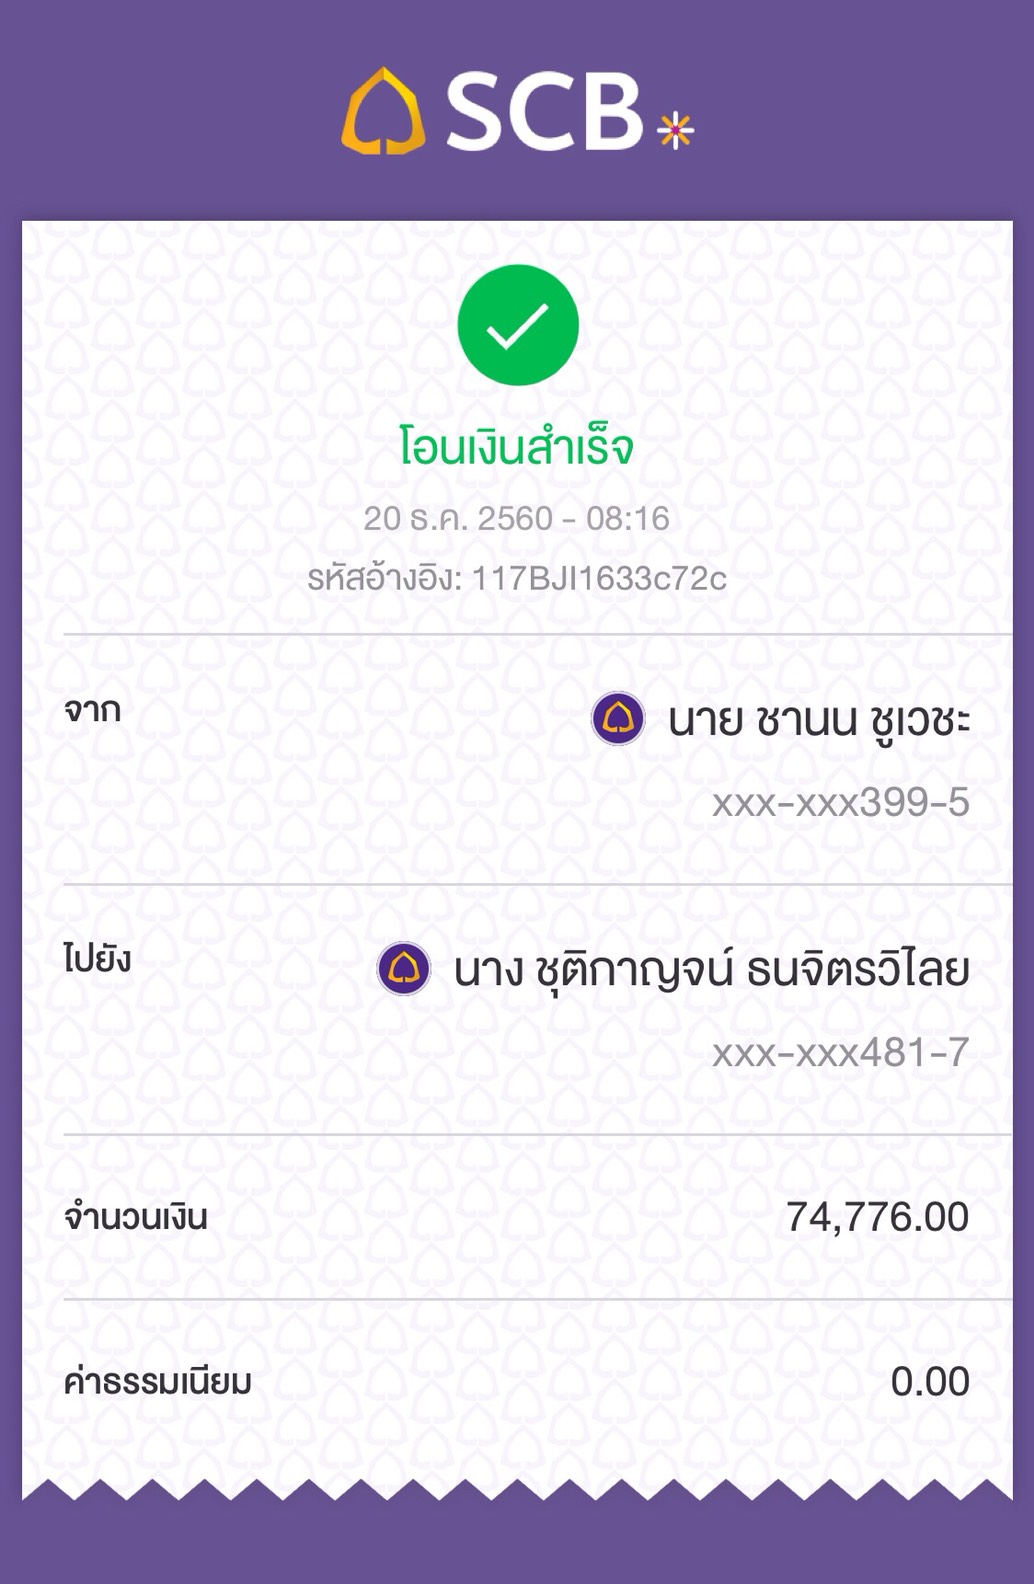 SCB
โอนเงินสำเร็จ
20 ธ.ค. 2560 - 08:16
รหัสอ้างอิง: 117BJI1633c72c
จาก
นาย ชานน ชูเวชะ
xxx-xxx399-5
ไปยัง
นาง ชุติกาญจน์ ธนจิตรวิไลย
xxx-xxx481-7
จำนวนเงิน
74,776.00
ค่าธรรมเนียม
0.00